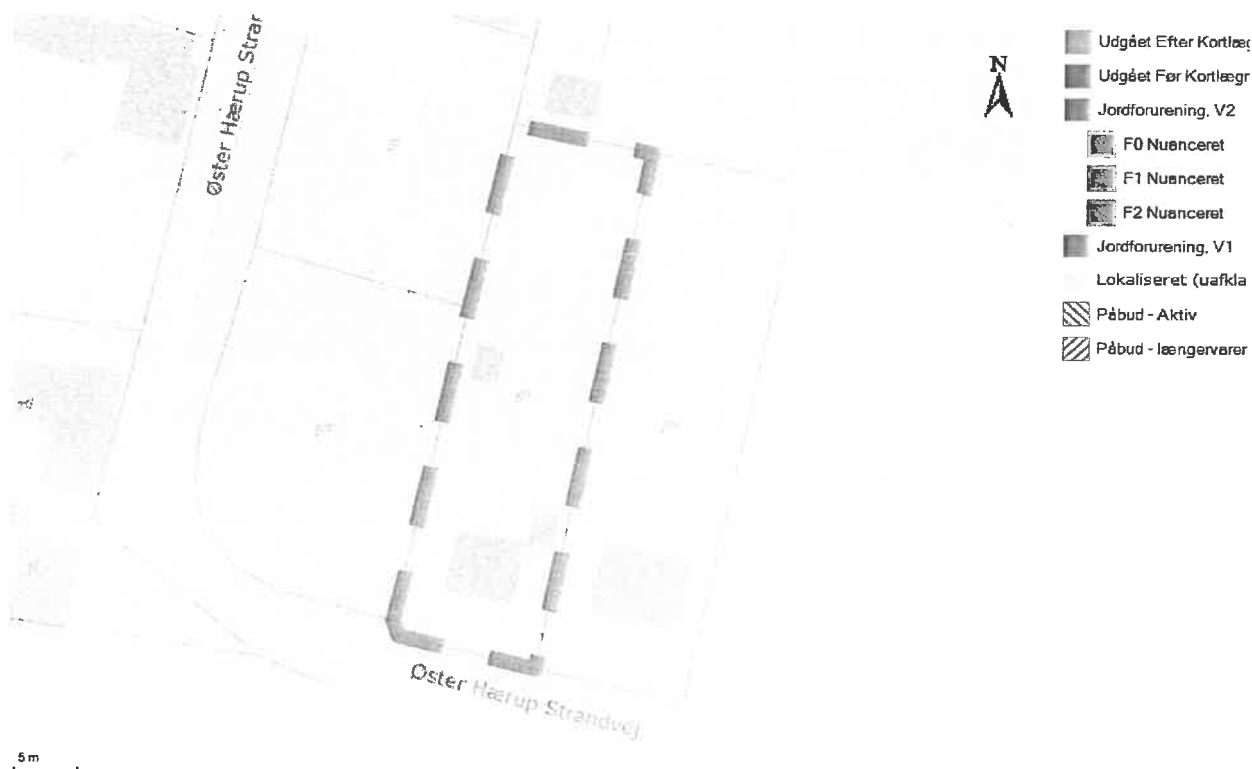 Øster Hærup Stran
N
Udgået Efter Kortlæg
Udgået Før Kortlægn
Jordforurening, V2
F0 Nuanceret
F1 Nuanceret
F2 Nuanceret
Jordforurening, V1
Lokaliseret (uafkla
Påbud - Aktiv
Påbud - længervarer
Øster Hærup Strandvej
5 m